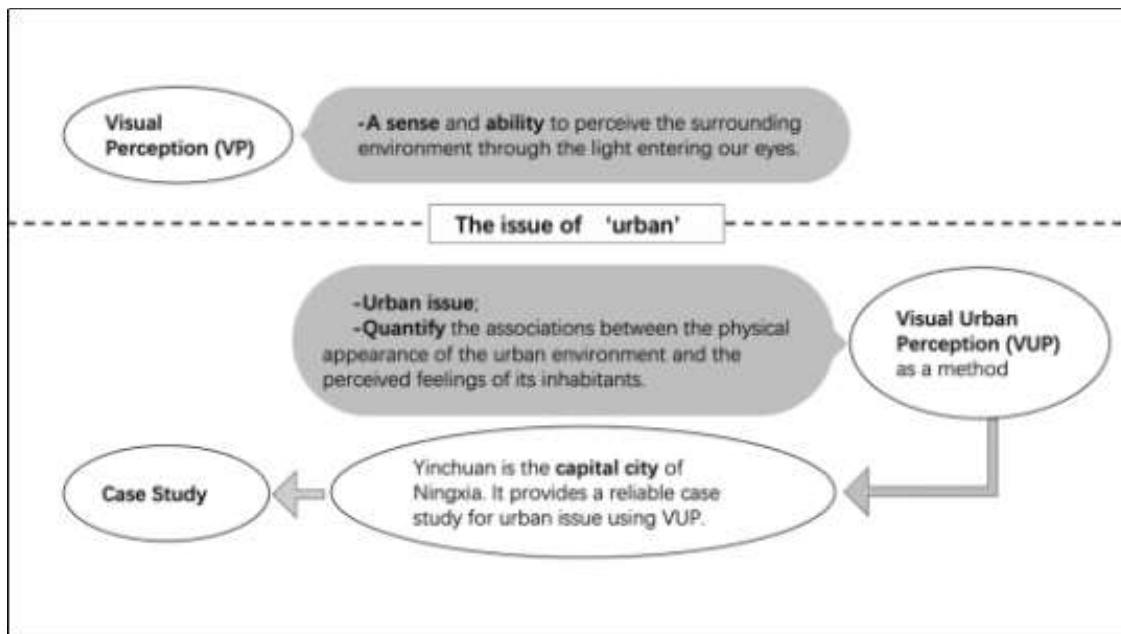 Visual
Perception (VP)
-A sense and ability to perceive the surrounding
environment through the light entering our eyes.
The issue of ‘urban’
-Urban issue;
-Quantify the associations between the physical
appearance of the urban environment and the
perceived feelings of its inhabitants.
Visual Urban
Perception (VUP)
as a method
Yinchuan is the capital city of
Ningxia. It provides a reliable case
study for urban issue using VUP.
Case Study